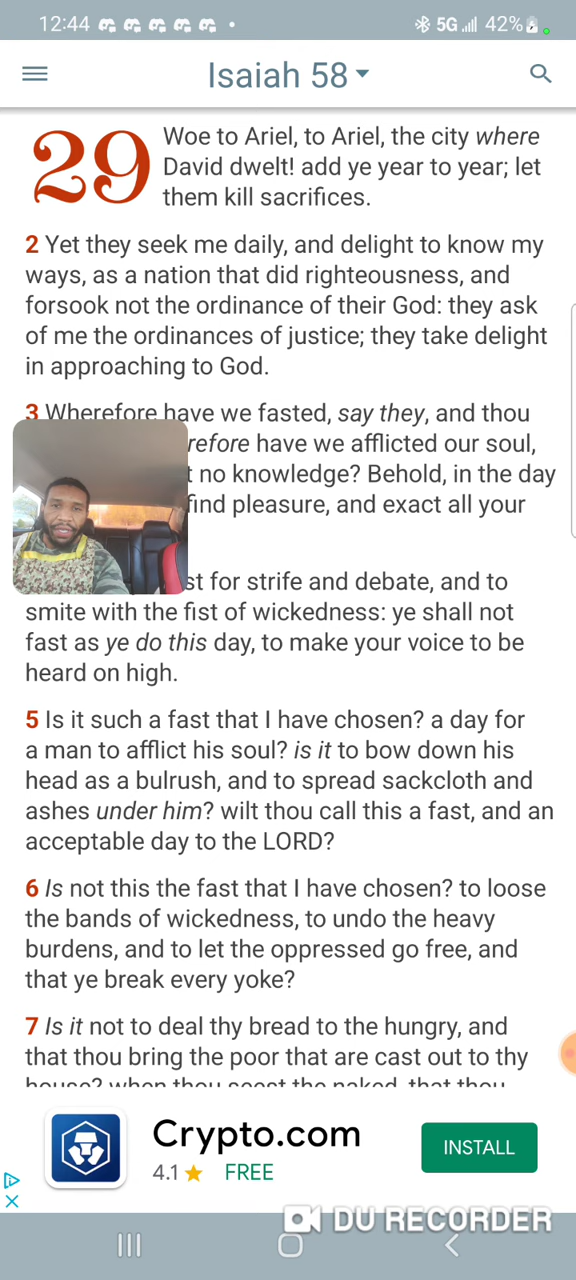 12:44
5G 42%
Isaiah 58
29 Woe to Ariel, to Ariel, the city where
David dwelt! add ye year to year; let
them kill sacrifices.
2 Yet they seek me daily, and delight to know my
ways, as a nation that did righteousness, and
forsook not the ordinance of their God: they ask
of me the ordinances of justice; they take delight
in approaching to God.
3 Wherefore have we fasted, say they, and thou
refore have we afflicted our soul,
t no knowledge? Behold, in the day
find pleasure, and exact all your
st for strife and debate, and to
smite with the fist of wickedness: ye shall not
fast as ye do this day, to make your voice to be
heard on high.
5 Is it such a fast that I have chosen? a day for
a man to afflict his soul? is it to bow down his
head as a bulrush, and to spread sackcloth and
ashes under him? wilt thou call this a fast, and an
acceptable day to the LORD?
6 Is not this the fast that I have chosen? to loose
the bands of wickedness, to undo the heavy
burdens, and to let the oppressed go free, and
that ye break every yoke?
7 Is it not to deal thy bread to the hungry, and
that thou bring the poor that are cast out to thy
house? when thou seest the naked, that thou
Crypto.com
4.1 FREE
INSTALL
DU RECORDER